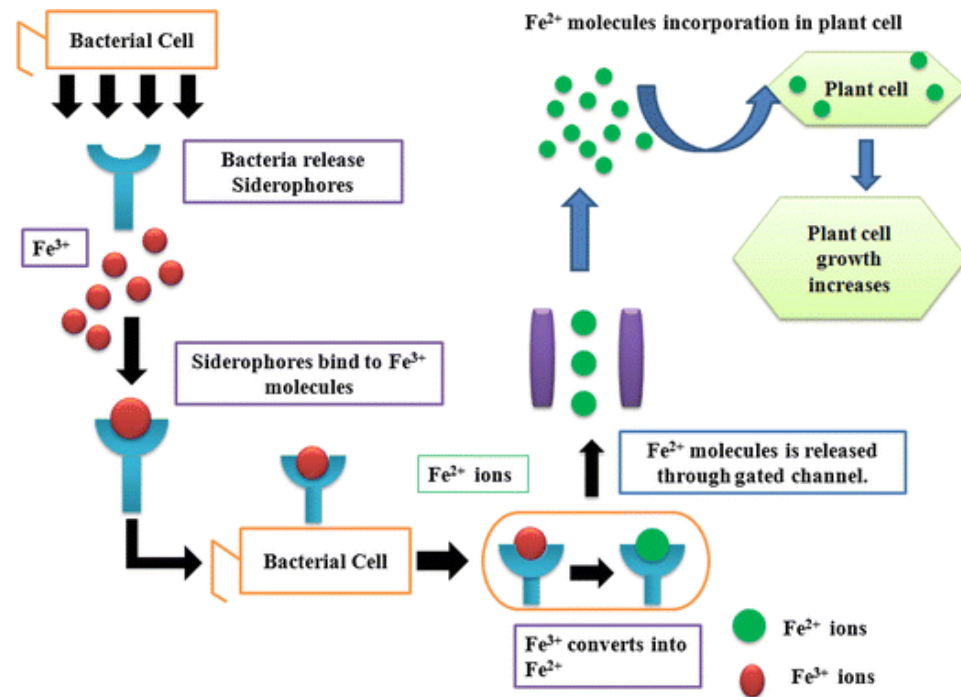 Bacterial Cell
Bacteria release
Siderophores
Fe³⁺
Siderophores bind to Fe³⁺
molecules
Bacterial Cell
Fe²⁺ ions
Fe³⁺ converts into
Fe²⁺
Fe²⁺ molecules is released
through gated channel.
Fe²⁺ molecules incorporation in plant cell
Plant cell
Plant cell
growth
increases
Fe²⁺ ions
Fe³⁺ ions